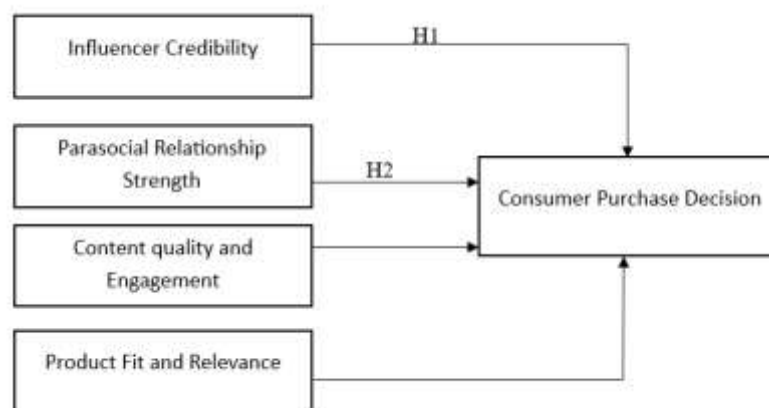 Influencer Credibility
H1
Parasocial Relationship
Strength
H2
Consumer Purchase Decision
Content quality and
Engagement
Product Fit and Relevance